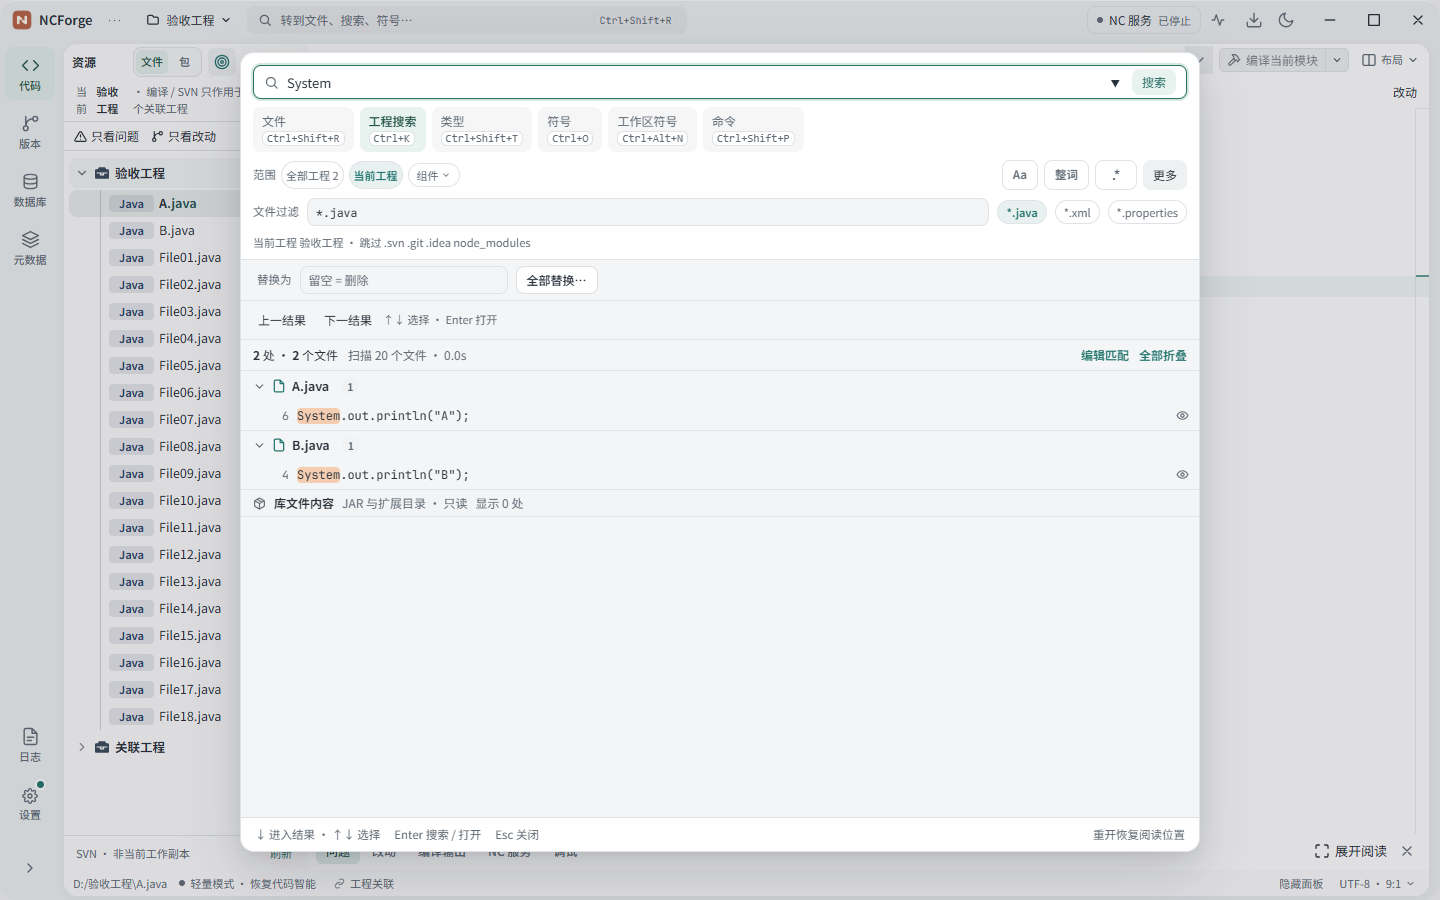 NCForge
验收工程
转到文件、搜索、符号… Ctrl+Shift+R
NC 服务 已停止
代码
版本
数据库
元数据
日志
设置
资源
文件 包
当前 验收工程 · 编译 / SVN 只作用于
个关联工程
只看问题 只看改动
验收工程
Java A.java
Java B.java
Java File01.java
Java File02.java
Java File03.java
Java File04.java
Java File05.java
Java File06.java
Java File07.java
Java File08.java
Java File09.java
Java File10.java
Java File11.java
Java File12.java
Java File13.java
Java File14.java
Java File15.java
Java File16.java
Java File17.java
Java File18.java
关联工程
编译当前模块
布局
改动
System
搜索
文件 Ctrl+Shift+R
工程搜索 Ctrl+K
类型 Ctrl+Shift+T
符号 Ctrl+O
工作区符号 Ctrl+Alt+N
命令 Ctrl+Shift+P
范围 全部工程 2 当前工程 组件
Aa 整词 .* 更多
文件过滤 *.java *.java *.xml *.properties
当前工程 验收工程 · 跳过 .svn .git .idea node_modules
替换为 留空 = 删除 全部替换…
上一结果 下一结果 ↑↓ 选择 · Enter 打开
2 处 · 2 个文件 扫描 20 个文件 · 0.0s 编辑匹配 全部折叠
A.java 1
6 System.out.println("A");
B.java 1
4 System.out.println("B");
库文件内容 JAR 与扩展目录 · 只读 显示 0 处
↓ 进入结果 · ↑↓ 选择 Enter 搜索 / 打开 Esc 关闭 重开恢复阅读位置
SVN · 非当前工作副本 刷新 问题 改动 编译输出 NC 服务 调试
展开阅读
D:/验收工程\A.java 轻量模式 · 恢复代码智能 工程关联
隐藏面板 UTF-8 · 9:1